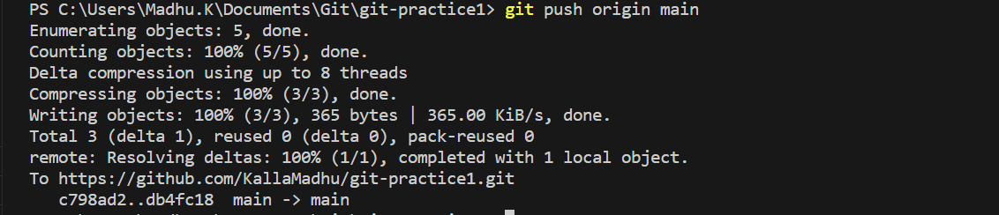 PS C:\Users\Madhu.K\Documents\Git\git-practice1> git push origin main
Enumerating objects: 5, done.
Counting objects: 100% (5/5), done.
Delta compression using up to 8 threads
Compressing objects: 100% (3/3), done.
Writing objects: 100% (3/3), 365 bytes | 365.00 KiB/s, done.
Total 3 (delta 1), reused 0 (delta 0), pack-reused 0
remote: Resolving deltas: 100% (1/1), completed with 1 local object.
To https://github.com/KallaMadhu/git-practice1.git
   c798ad2..db4fc18  main -> main